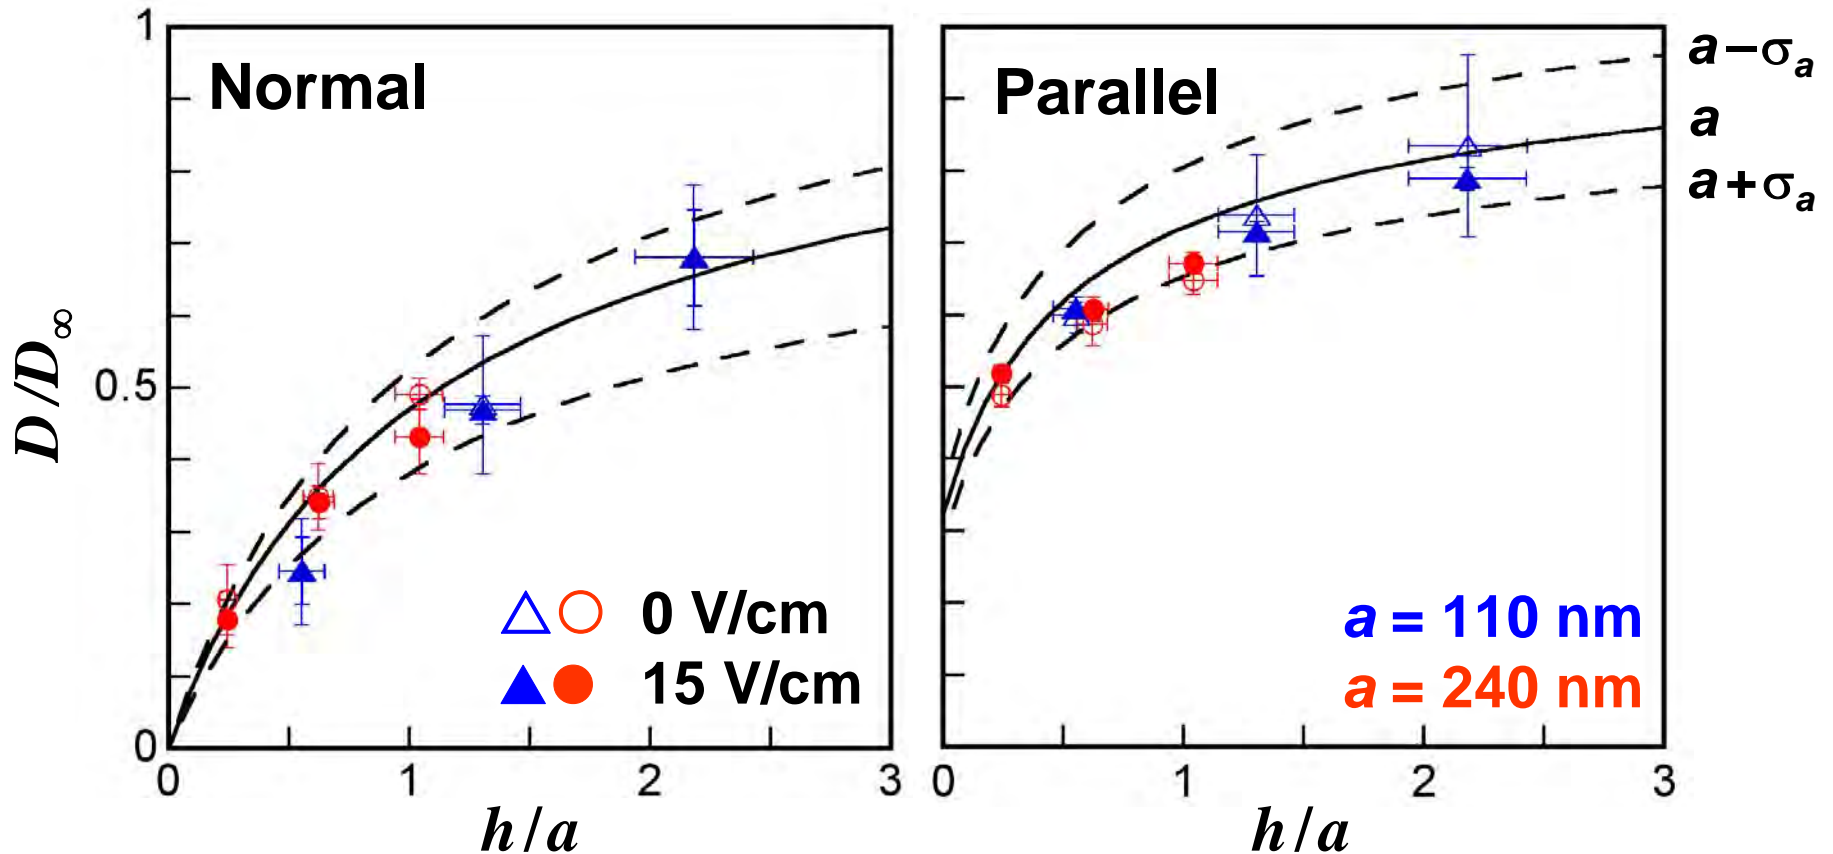 1
Normal
Parallel
a−σa
a
a+σa
D/D∞
0.5
0 V/cm
15 V/cm
a = 110 nm
a = 240 nm
0
0 1 2 3
0 1 2 3
h/a
h/a